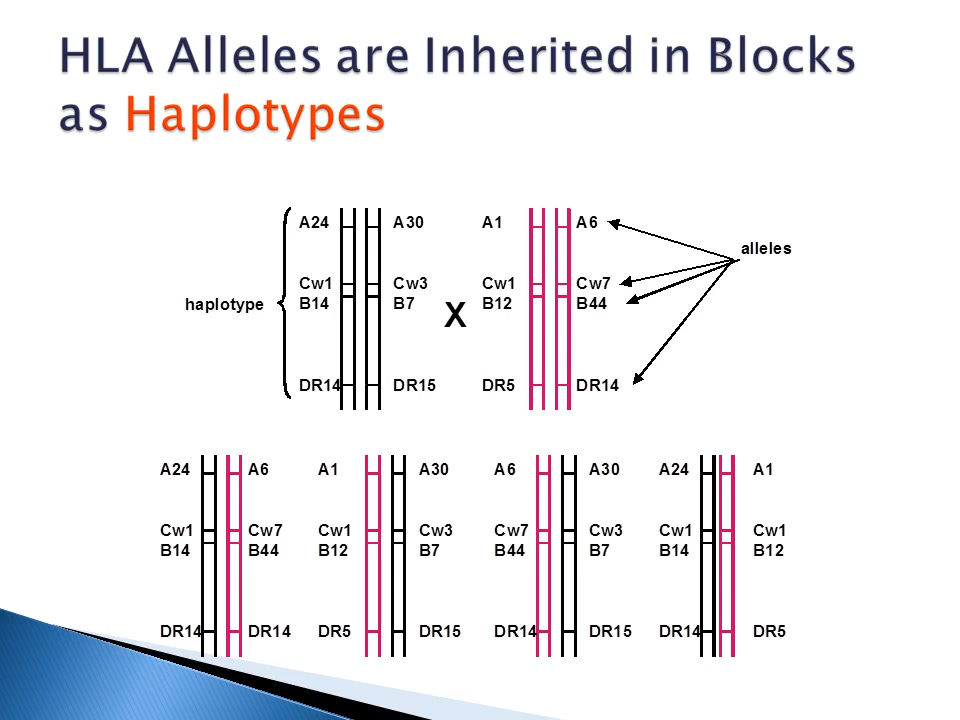 HLA Alleles are Inherited in Blocks
as Haplotypes
A24 A30 A1 A6
alleles
Cw1 Cw3 Cw1 Cw7
haplotype B14 B7 X B12 B44
DR14 DR15 DR5 DR14
A24 A6 A1 A30 A6 A30 A24 A1
Cw1 Cw7 Cw1 Cw3 Cw7 Cw3 Cw1 Cw1
B14 B44 B12 B7 B44 B7 B14 B12
DR14 DR14 DR5 DR15 DR14 DR15 DR14 DR5